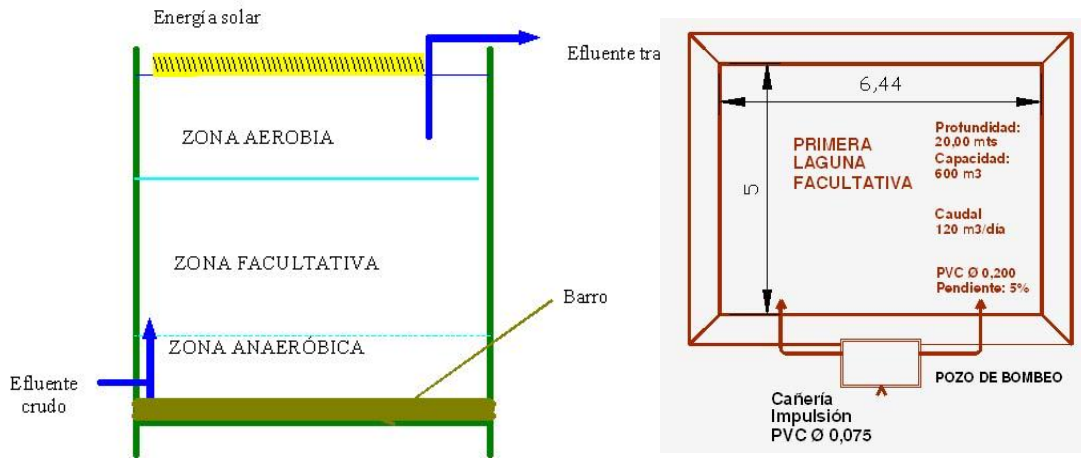 Energía solar
Efluente tra
ZONA AEROBIA
ZONA FACULTATIVA
Barro
ZONA ANAERÓBICA
Efluente
crudo
6,44
5
PRIMERA
LAGUNA
FACULTATIVA
Profundidad:
20,00 mts
Capacidad:
600 m3
Caudal
120 m3/día
PVC Ø 0,200
Pendiente: 5%
POZO DE BOMBEO
Cañería
Impulsión
PVC Ø 0,075